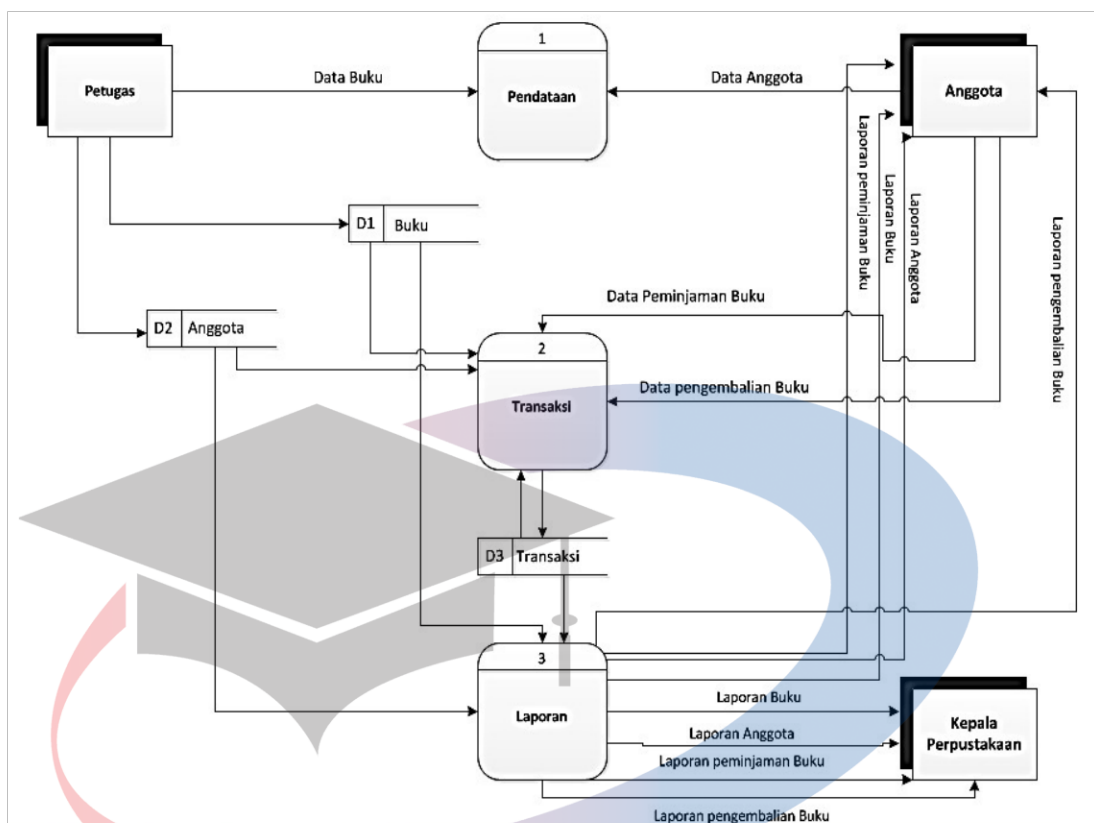 1
Petugas
Data Buku
Pendataan
Data Anggota
Anggota
Laporan peminjaman Buku
Laporan Buku
Laporan Anggota
Laporan pengembalian Buku
D1
Buku
D2
Anggota
Data Peminjaman Buku
2
Transaksi
Data pengembalian Buku
D3
Transaksi
3
Laporan
Laporan Buku
Laporan Anggota
Laporan peminjaman Buku
Laporan pengembalian Buku
Kepala
Perpustakaan